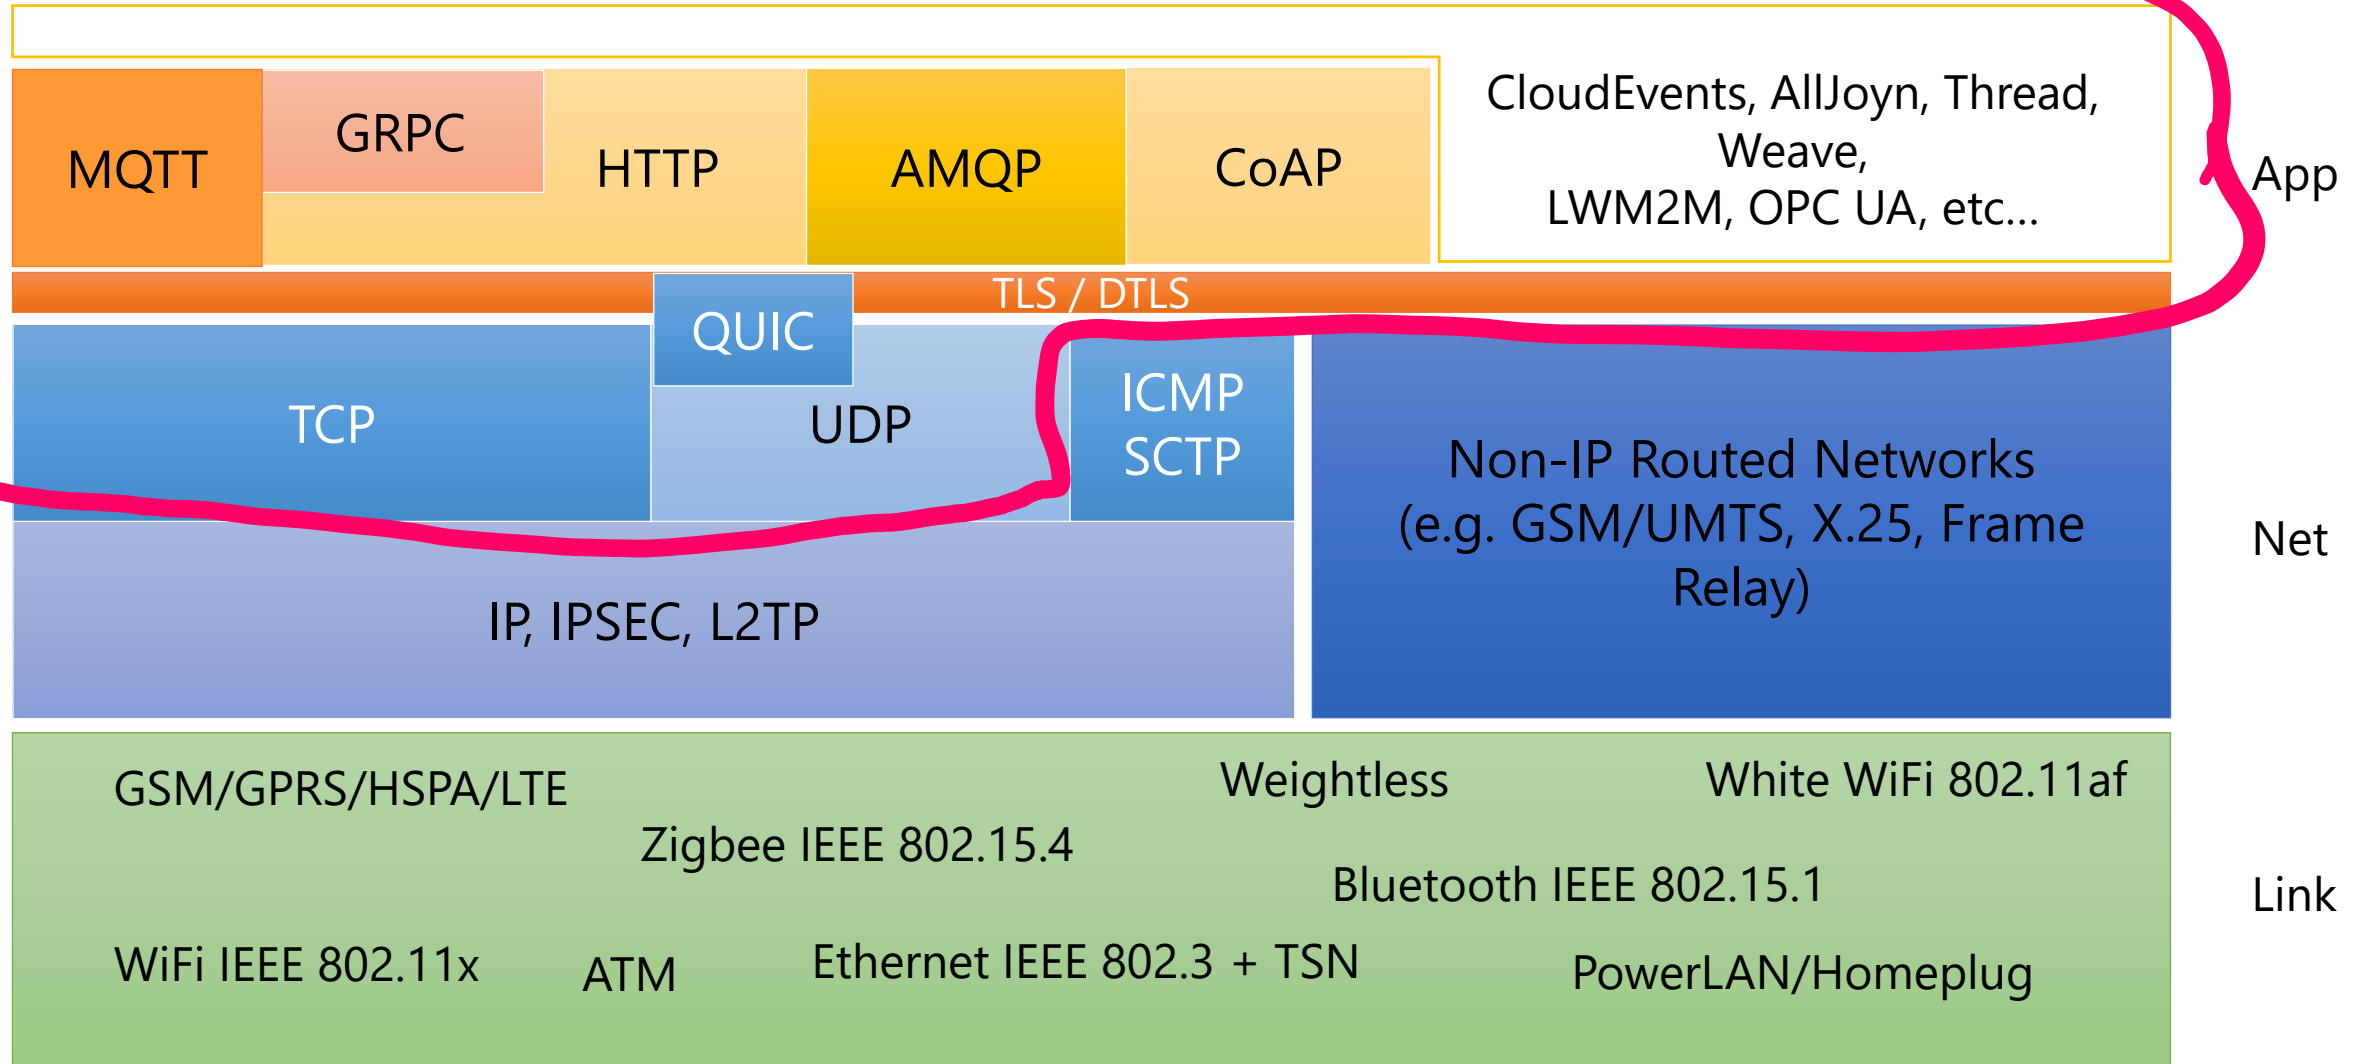 MQTT
GRPC
HTTP
AMQP
CoAP
CloudEvents, AllJoyn, Thread,
Weave,
LWM2M, OPC UA, etc...
App
TLS / DTLS
QUIC
TCP
UDP
ICMP
SCTP
Non-IP Routed Networks
(e.g. GSM/UMTS, X.25, Frame
Relay)
Net
IP, IPSEC, L2TP
GSM/GPRS/HSPA/LTE
Weightless
White WiFi 802.11af
Zigbee IEEE 802.15.4
Bluetooth IEEE 802.15.1
Link
WiFi IEEE 802.11x
ATM
Ethernet IEEE 802.3 + TSN
PowerLAN/Homeplug